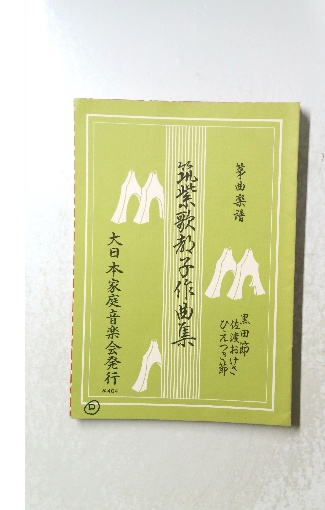 箏曲楽譜
黒田節
佐渡おけさ
ひえつき節
筑紫歌都子作曲集
大日本家庭音楽会発行
D